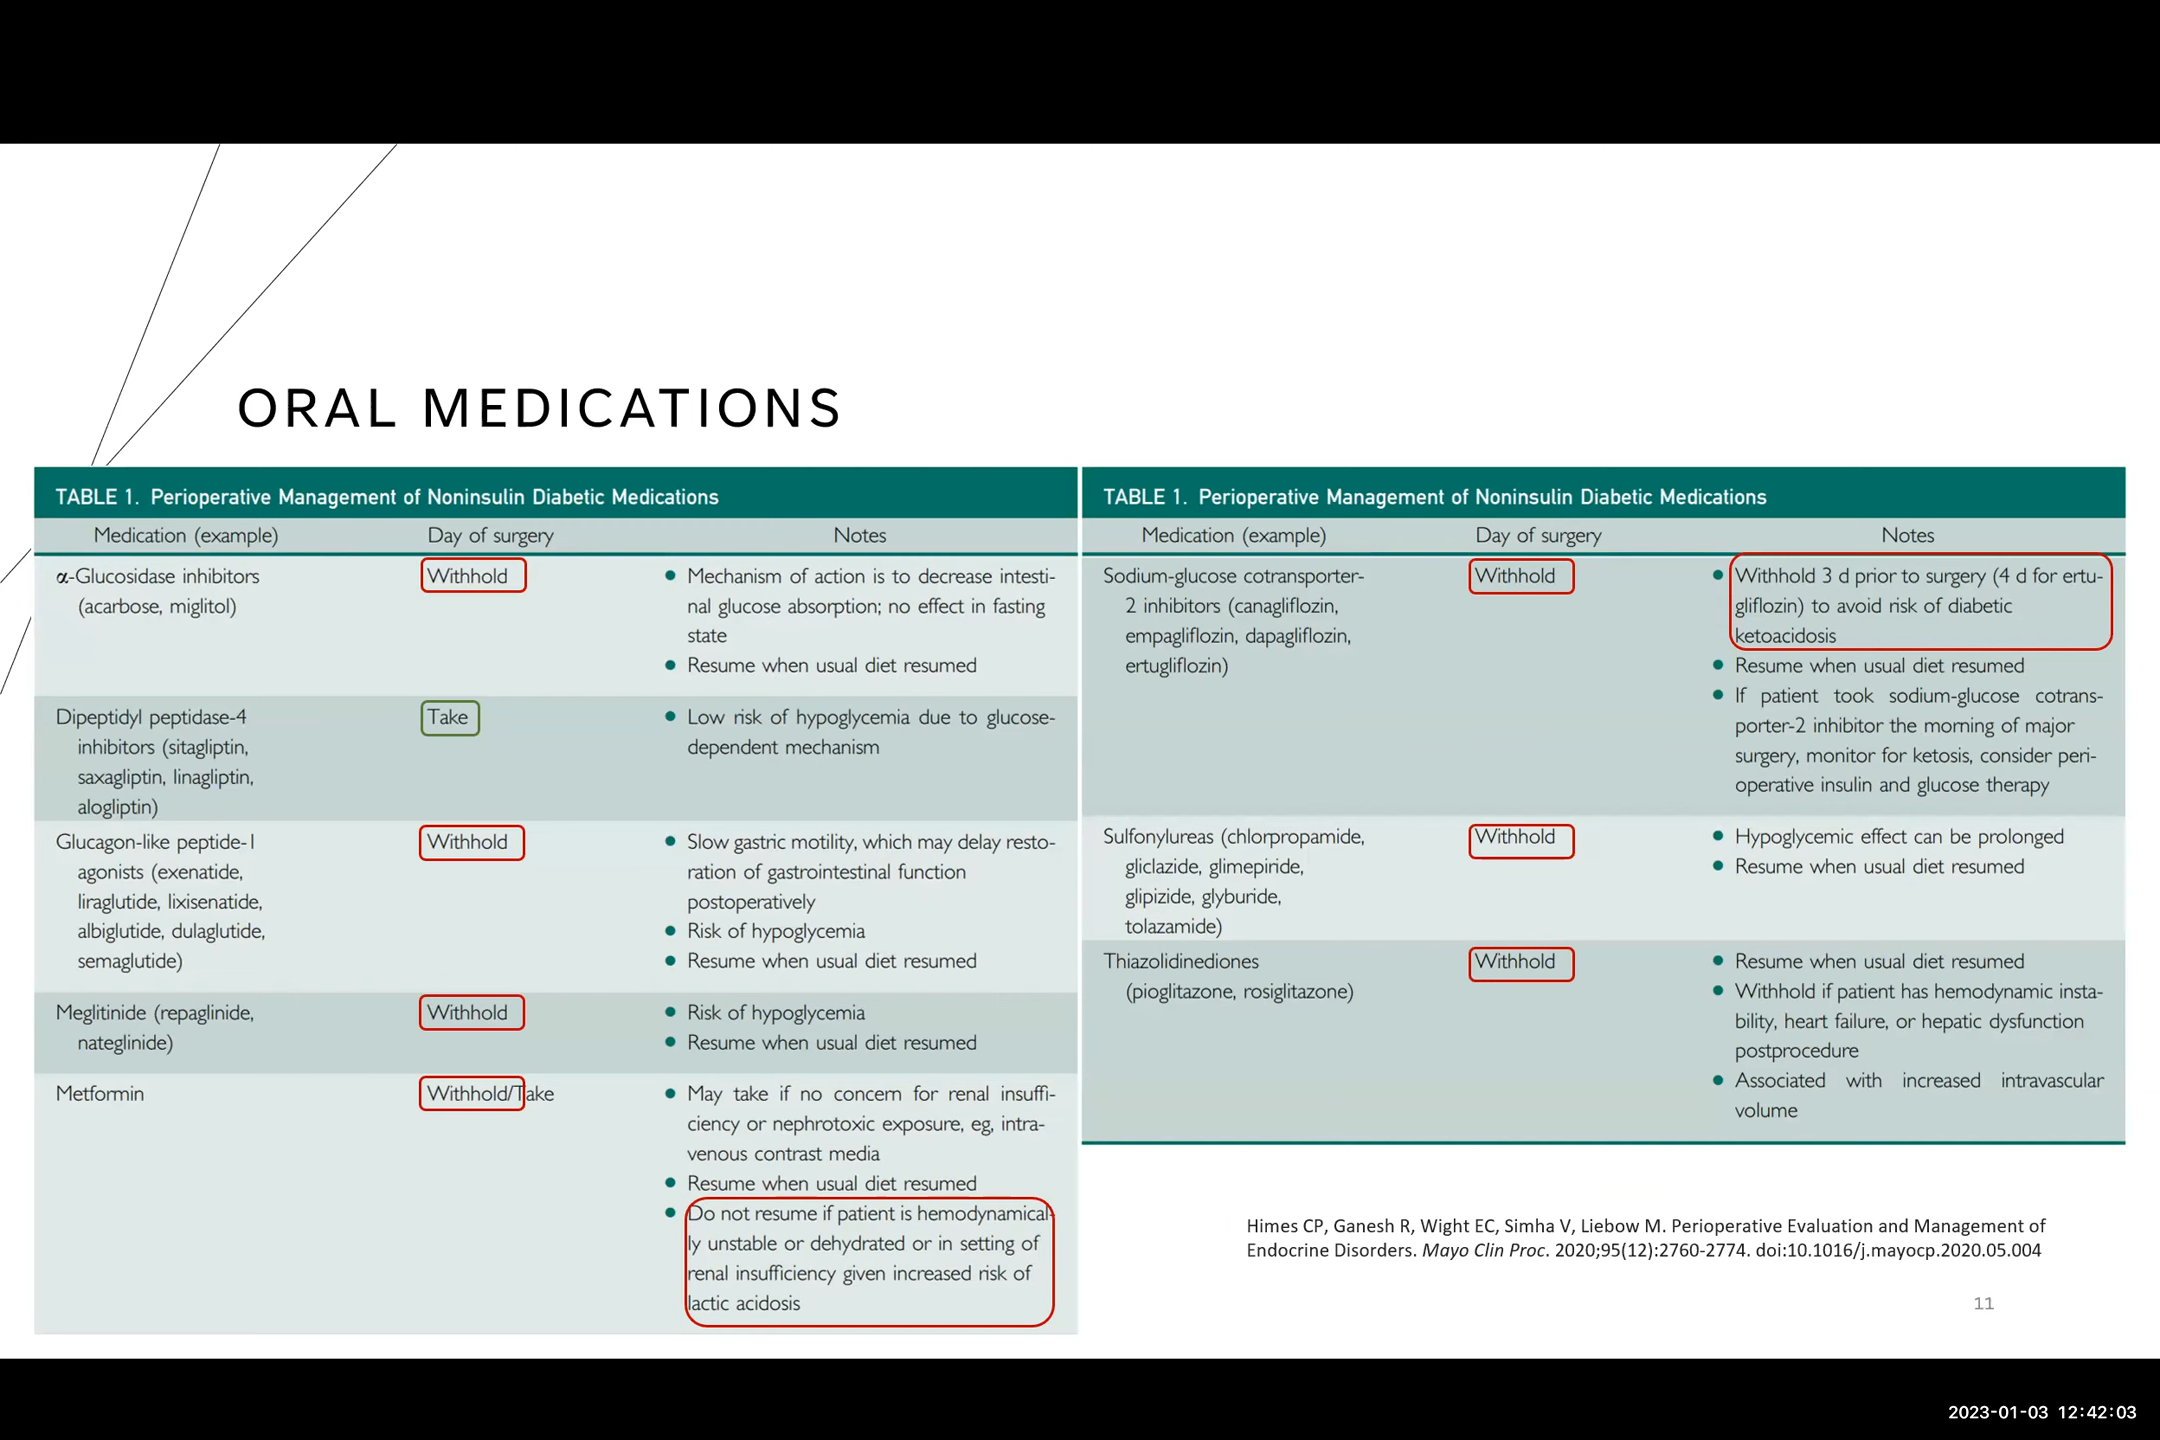 ORAL MEDICATIONS
TABLE 1. Perioperative Management of Noninsulin Diabetic Medications
Medication (example) Day of surgery Notes
α-Glucosidase inhibitors
(acarbose, miglitol)
Withhold
Mechanism of action is to decrease intesti-
nal glucose absorption; no effect in fasting
state
Resume when usual diet resumed
Dipeptidyl peptidase-4
inhibitors (sitagliptin,
saxagliptin, linagliptin,
alogliptin)
Take
Low risk of hypoglycemia due to glucose-
dependent mechanism
Glucagon-like peptide-1
agonists (exenatide,
liraglutide, lixisenatide,
albiglutide, dulaglutide,
semaglutide)
Withhold
Slow gastric motility, which may delay resto-
ration of gastrointestinal function
postoperatively
Risk of hypoglycemia
Resume when usual diet resumed
Meglitinide (repaglinide,
nateglinide)
Withhold
Risk of hypoglycemia
Resume when usual diet resumed
Metformin
Withhold/Take
May take if no concern for renal insuffi-
ciency or nephrotoxic exposure, eg, intra-
venous contrast media
Resume when usual diet resumed
Do not resume if patient is hemodynamical-
ly unstable or dehydrated or in setting of
renal insufficiency given increased risk of
lactic acidosis
TABLE 1. Perioperative Management of Noninsulin Diabetic Medications
Medication (example) Day of surgery Notes
Sodium-glucose cotransporter-
2 inhibitors (canagliflozin,
empagliflozin, dapagliflozin,
ertugliflozin)
Withhold
Withhold 3 d prior to surgery (4 d for ertu-
gliflozin) to avoid risk of diabetic
ketoacidosis
Resume when usual diet resumed
If patient took sodium-glucose cotrans-
porter-2 inhibitor the morning of major
surgery, monitor for ketosis, consider peri-
operative insulin and glucose therapy
Sulfonylureas (chlorpropamide,
gliclazide, glimepiride,
glipizide, glyburide,
tolazamide)
Withhold
Hypoglycemic effect can be prolonged
Resume when usual diet resumed
Thiazolidinediones
(pioglitazone, rosiglitazone)
Withhold
Resume when usual diet resumed
Withhold if patient has hemodynamic insta-
bility, heart failure, or hepatic dysfunction
postprocedure
Associated with increased intravascular
volume
Himes CP, Ganesh R, Wight EC, Simha V, Liebow M. Perioperative Evaluation and Management of
Endocrine Disorders. Mayo Clin Proc. 2020;95(12):2760-2774. doi:10.1016/j.mayocp.2020.05.004
11
2023-01-03 12:42:03